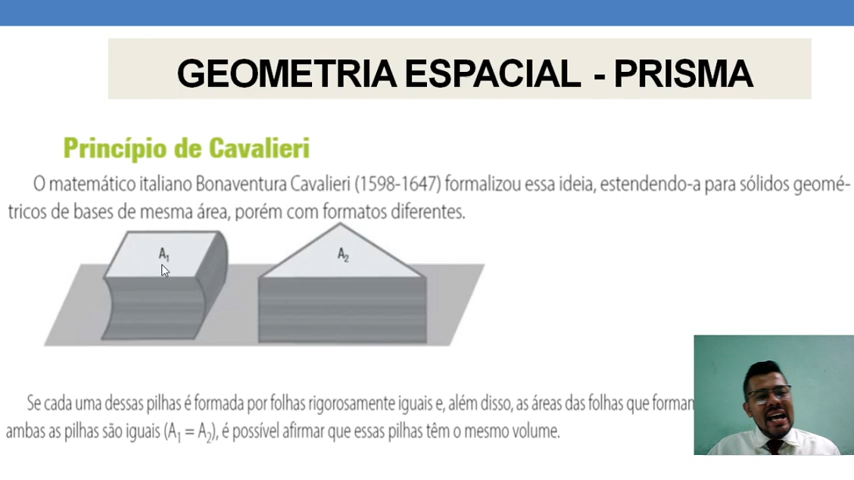 GEOMETRIA ESPACIAL - PRISMA
Princípio de Cavalieri
O matemático italiano Bonaventura Cavalieri (1598-1647) formalizou essa ideia, estendendo-a para sólidos geomé-
tricos de bases de mesma área, porém com formatos diferentes.
A₁ A₂
Se cada uma dessas pilhas é formada por folhas rigorosamente iguais e, além disso, as áreas das folhas que
ambas as pilhas são iguais (A₁ = A₂), é possível afirmar que essas pilhas têm o mesmo volume.